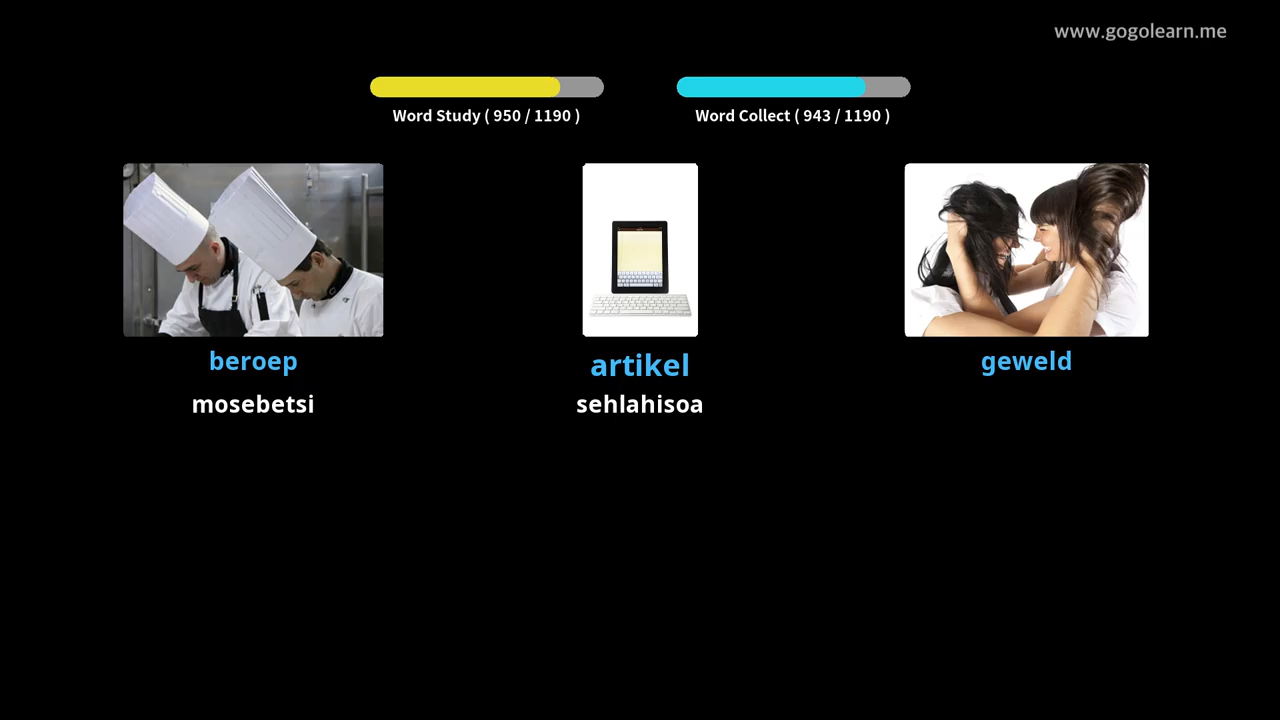 www.gogolearn.me
Word Study ( 950 / 1190 )
Word Collect ( 943 / 1190 )
beroep
artikel
geweld
mosebetsi
sehlahisoa